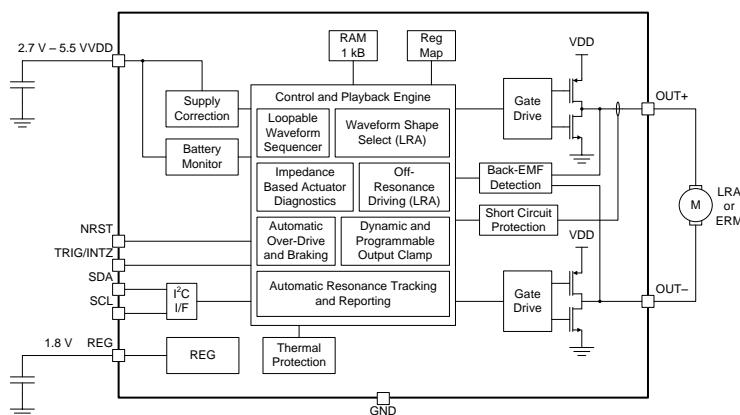 RAM
1 kB
Reg
Map
VDD
2.7 V – 5.5 VVDD
Control and Playback Engine
Supply
Correction
Loopable
Waveform
Sequencer
Waveform Shape
Select (LRA)
Gate
Drive
OUT+
Battery
Monitor
Impedance
Based Actuator
Diagnostics
Off-
Resonance
Driving (LRA)
Back-EMF
Detection
M
LRA
or
ERM
Short Circuit
Protection
NRST
TRIG/INTZ
Automatic
Over-Drive
and Braking
Dynamic and
Programmable
Output Clamp
VDD
SDA
SCL
I²C
I/F
Automatic Resonance Tracking
and Reporting
Gate
Drive
OUT–
1.8 V
REG
REG
Thermal
Protection
GND